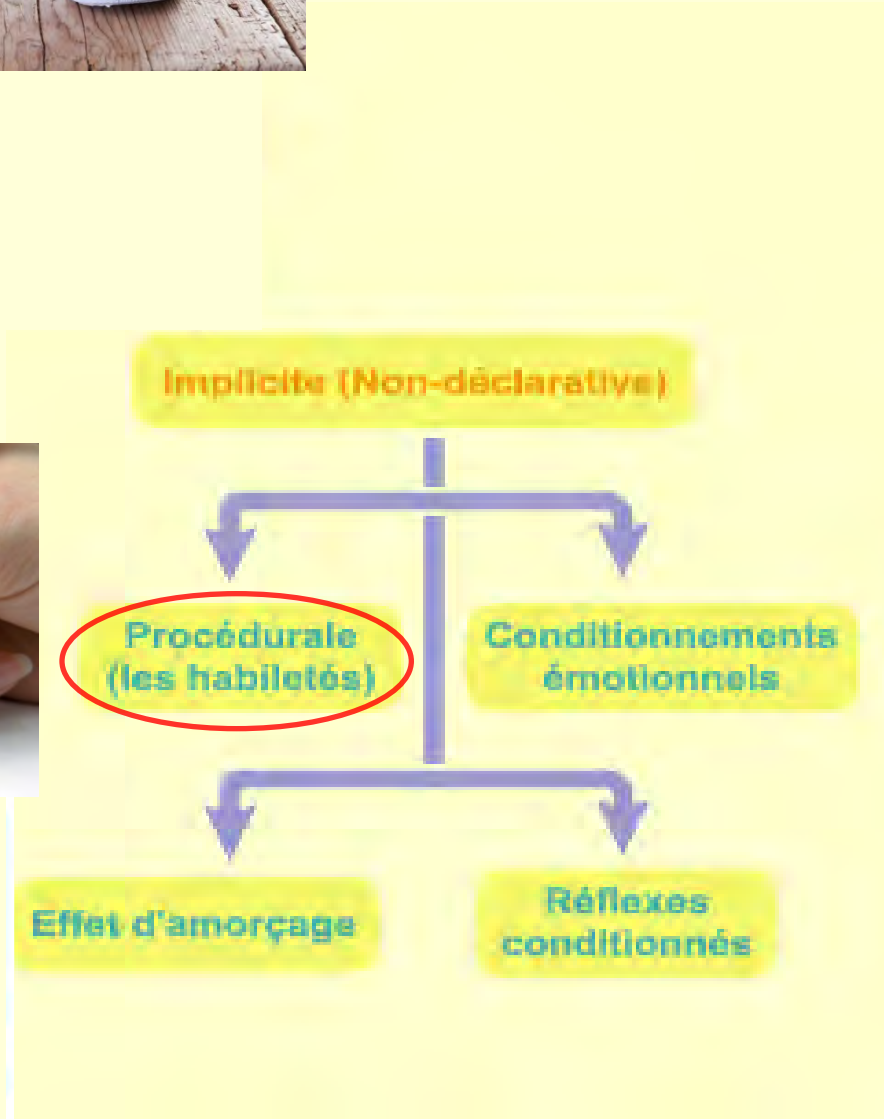 Implicite (Non-déclarative)
Procédurale
(les habiletés)
Conditionnements
émotionnels
Effet d'amorçage
Réflexes
conditionnés